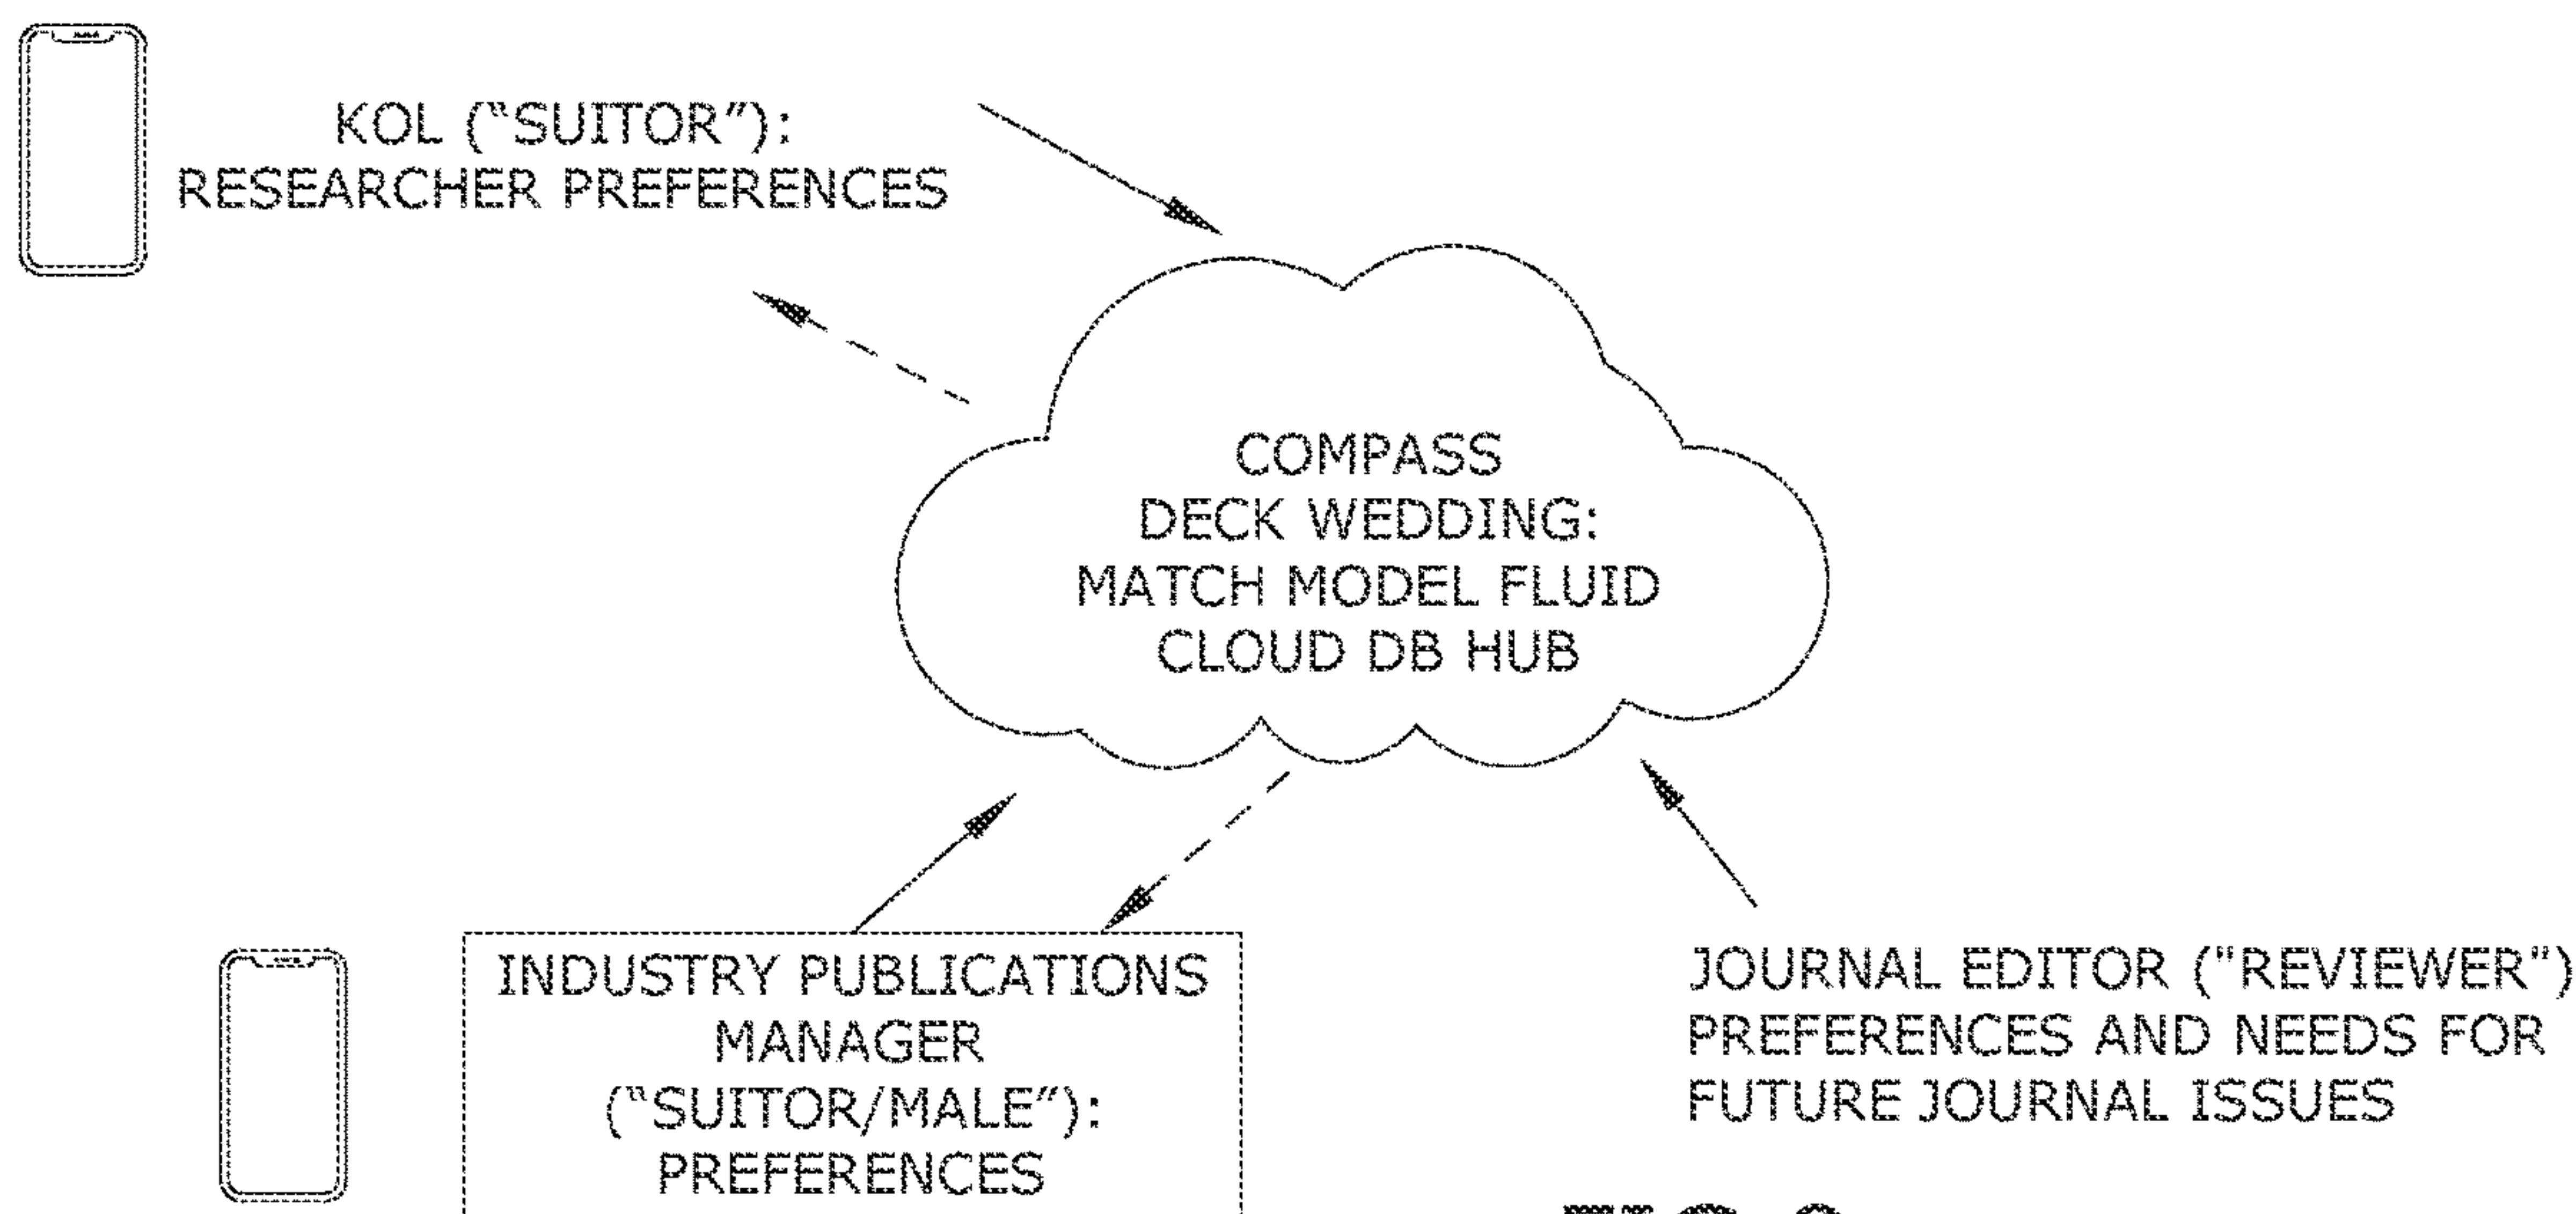 KOL (“SUITOR”):
RESEARCHER PREFERENCES
COMPASS
DECK WEDDING:
MATCH MODEL FLUID
CLOUD DB HUB
INDUSTRY PUBLICATIONS
MANAGER
(“SUITOR/MALE”):
PREFERENCES
JOURNAL EDITOR ("REVIEWER")
PREFERENCES AND NEEDS FOR
FUTURE JOURNAL ISSUES